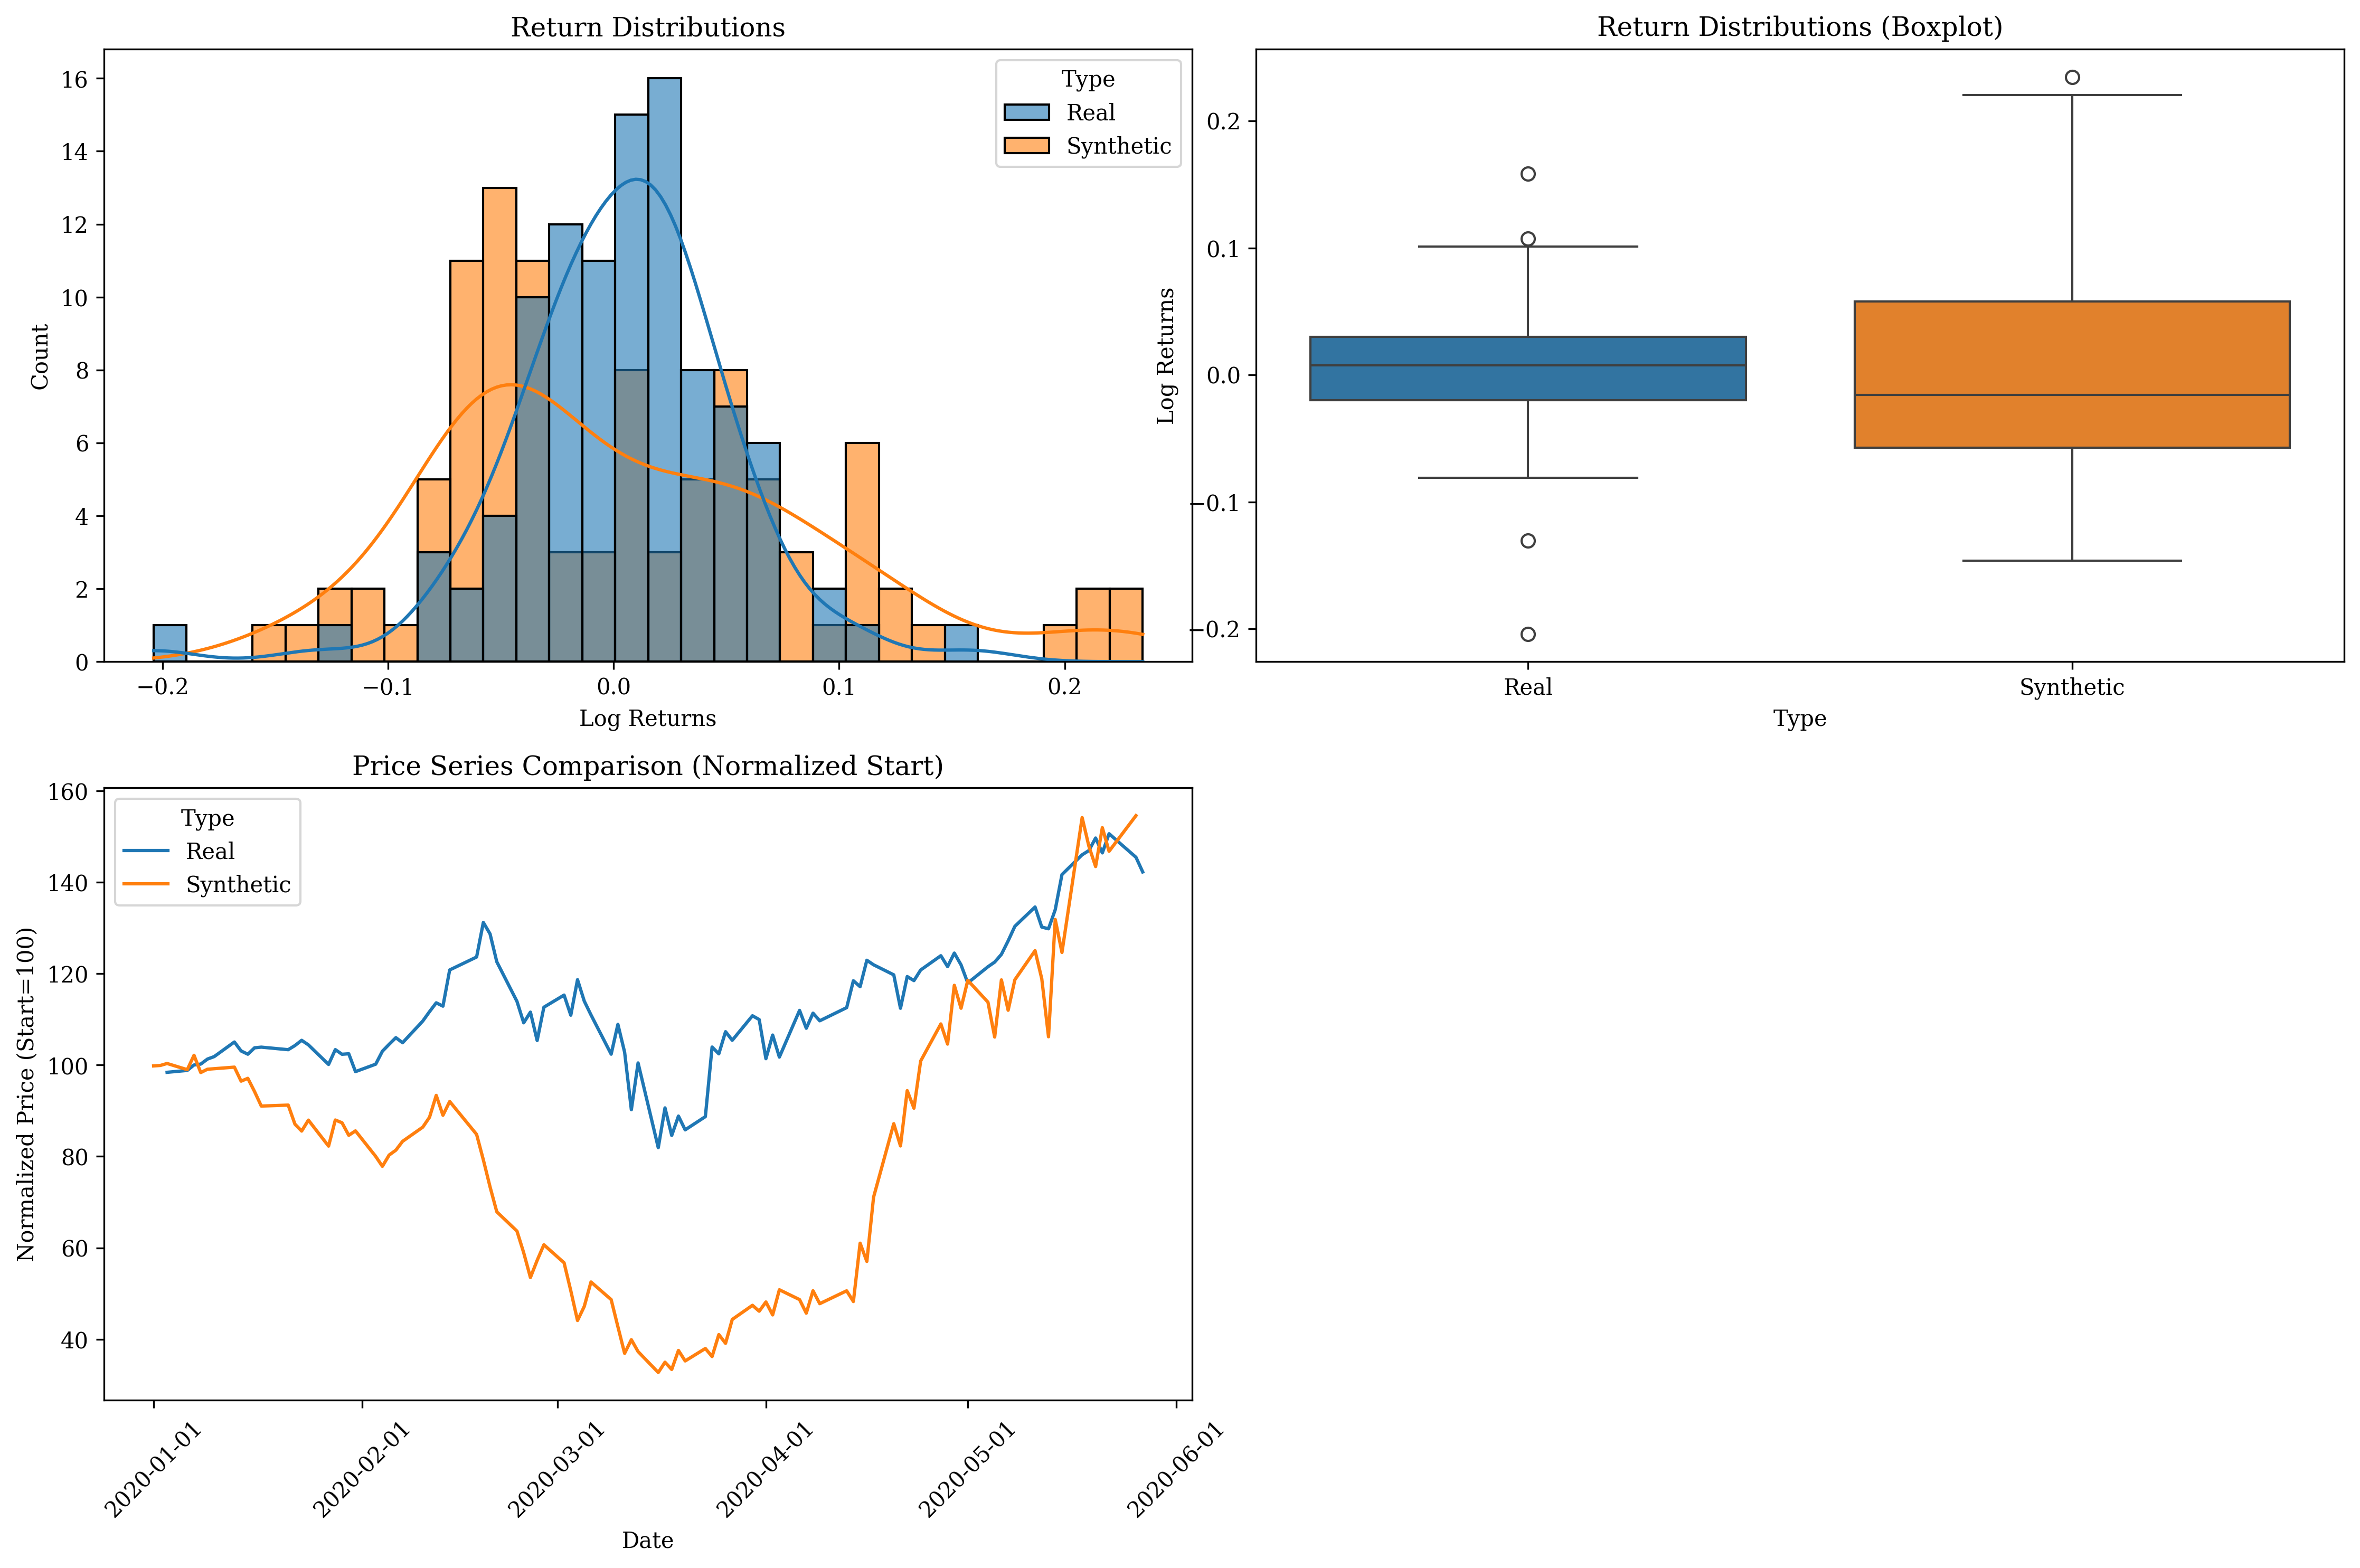 Return Distributions
Count
16
14
12
10
8
6
4
2
0
Type
Real
Synthetic
−0.2
−0.1
0.0
0.1
0.2
Log Returns
Return Distributions (Boxplot)
Log Returns
0.2
0.1
0.0
−0.1
−0.2
Real
Synthetic
Type
Price Series Comparison (Normalized Start)
Normalized Price (Start=100)
160
140
120
100
80
60
40
Type
Real
Synthetic
2020-01-01
2020-02-01
2020-03-01
2020-04-01
2020-05-01
2020-06-01
Date